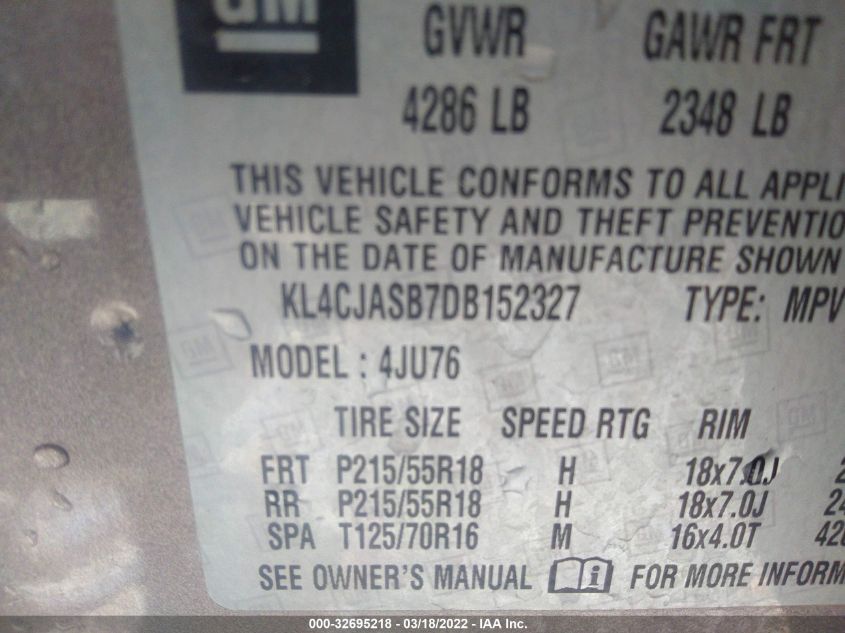 GM
GVWR GAWR FRT
4286 LB 2348 LB
THIS VEHICLE CONFORMS TO ALL APPLI
VEHICLE SAFETY AND THEFT PREVENTIO
ON THE DATE OF MANUFACTURE SHOWN
KL4CJASB7DB152327 TYPE: MPV
MODEL : 4JU76
TIRE SIZE SPEED RTG RIM
FRT P215/55R18 H 18x7.0J 2
RR P215/55R18 H 18x7.0J 24
SPA T125/70R16 M 16x4.0T 420
SEE OWNER'S MANUAL i FOR MORE INFORM
000-32695218 - 03/18/2022 - IAA Inc.